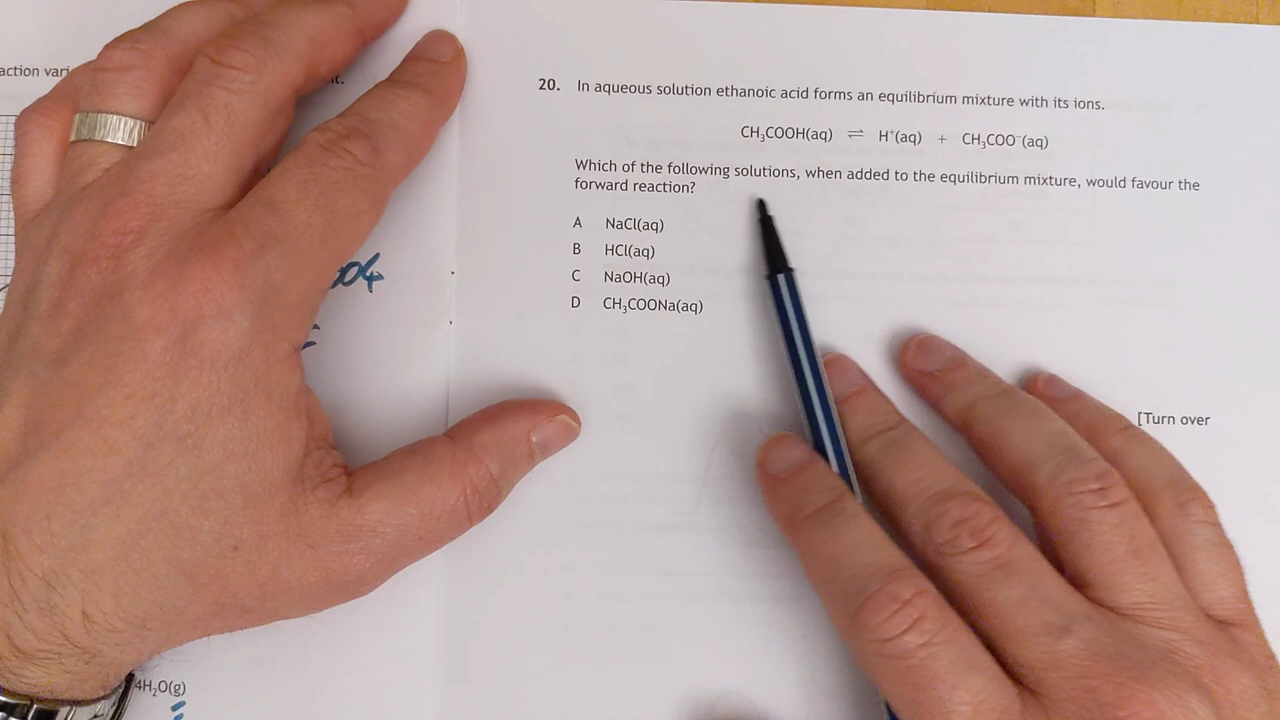 action vari
20. In aqueous solution ethanoic acid forms an equilibrium mixture with its ions.
CH₃COOH(aq) ⇌ H⁺(aq) + CH₃COO⁻(aq)
Which of the following solutions, when added to the equilibrium mixture, would favour the
forward reaction?
A NaCl(aq)
B HCl(aq)
C NaOH(aq)
D CH₃COONa(aq)
[Turn over
4H₂O(g)